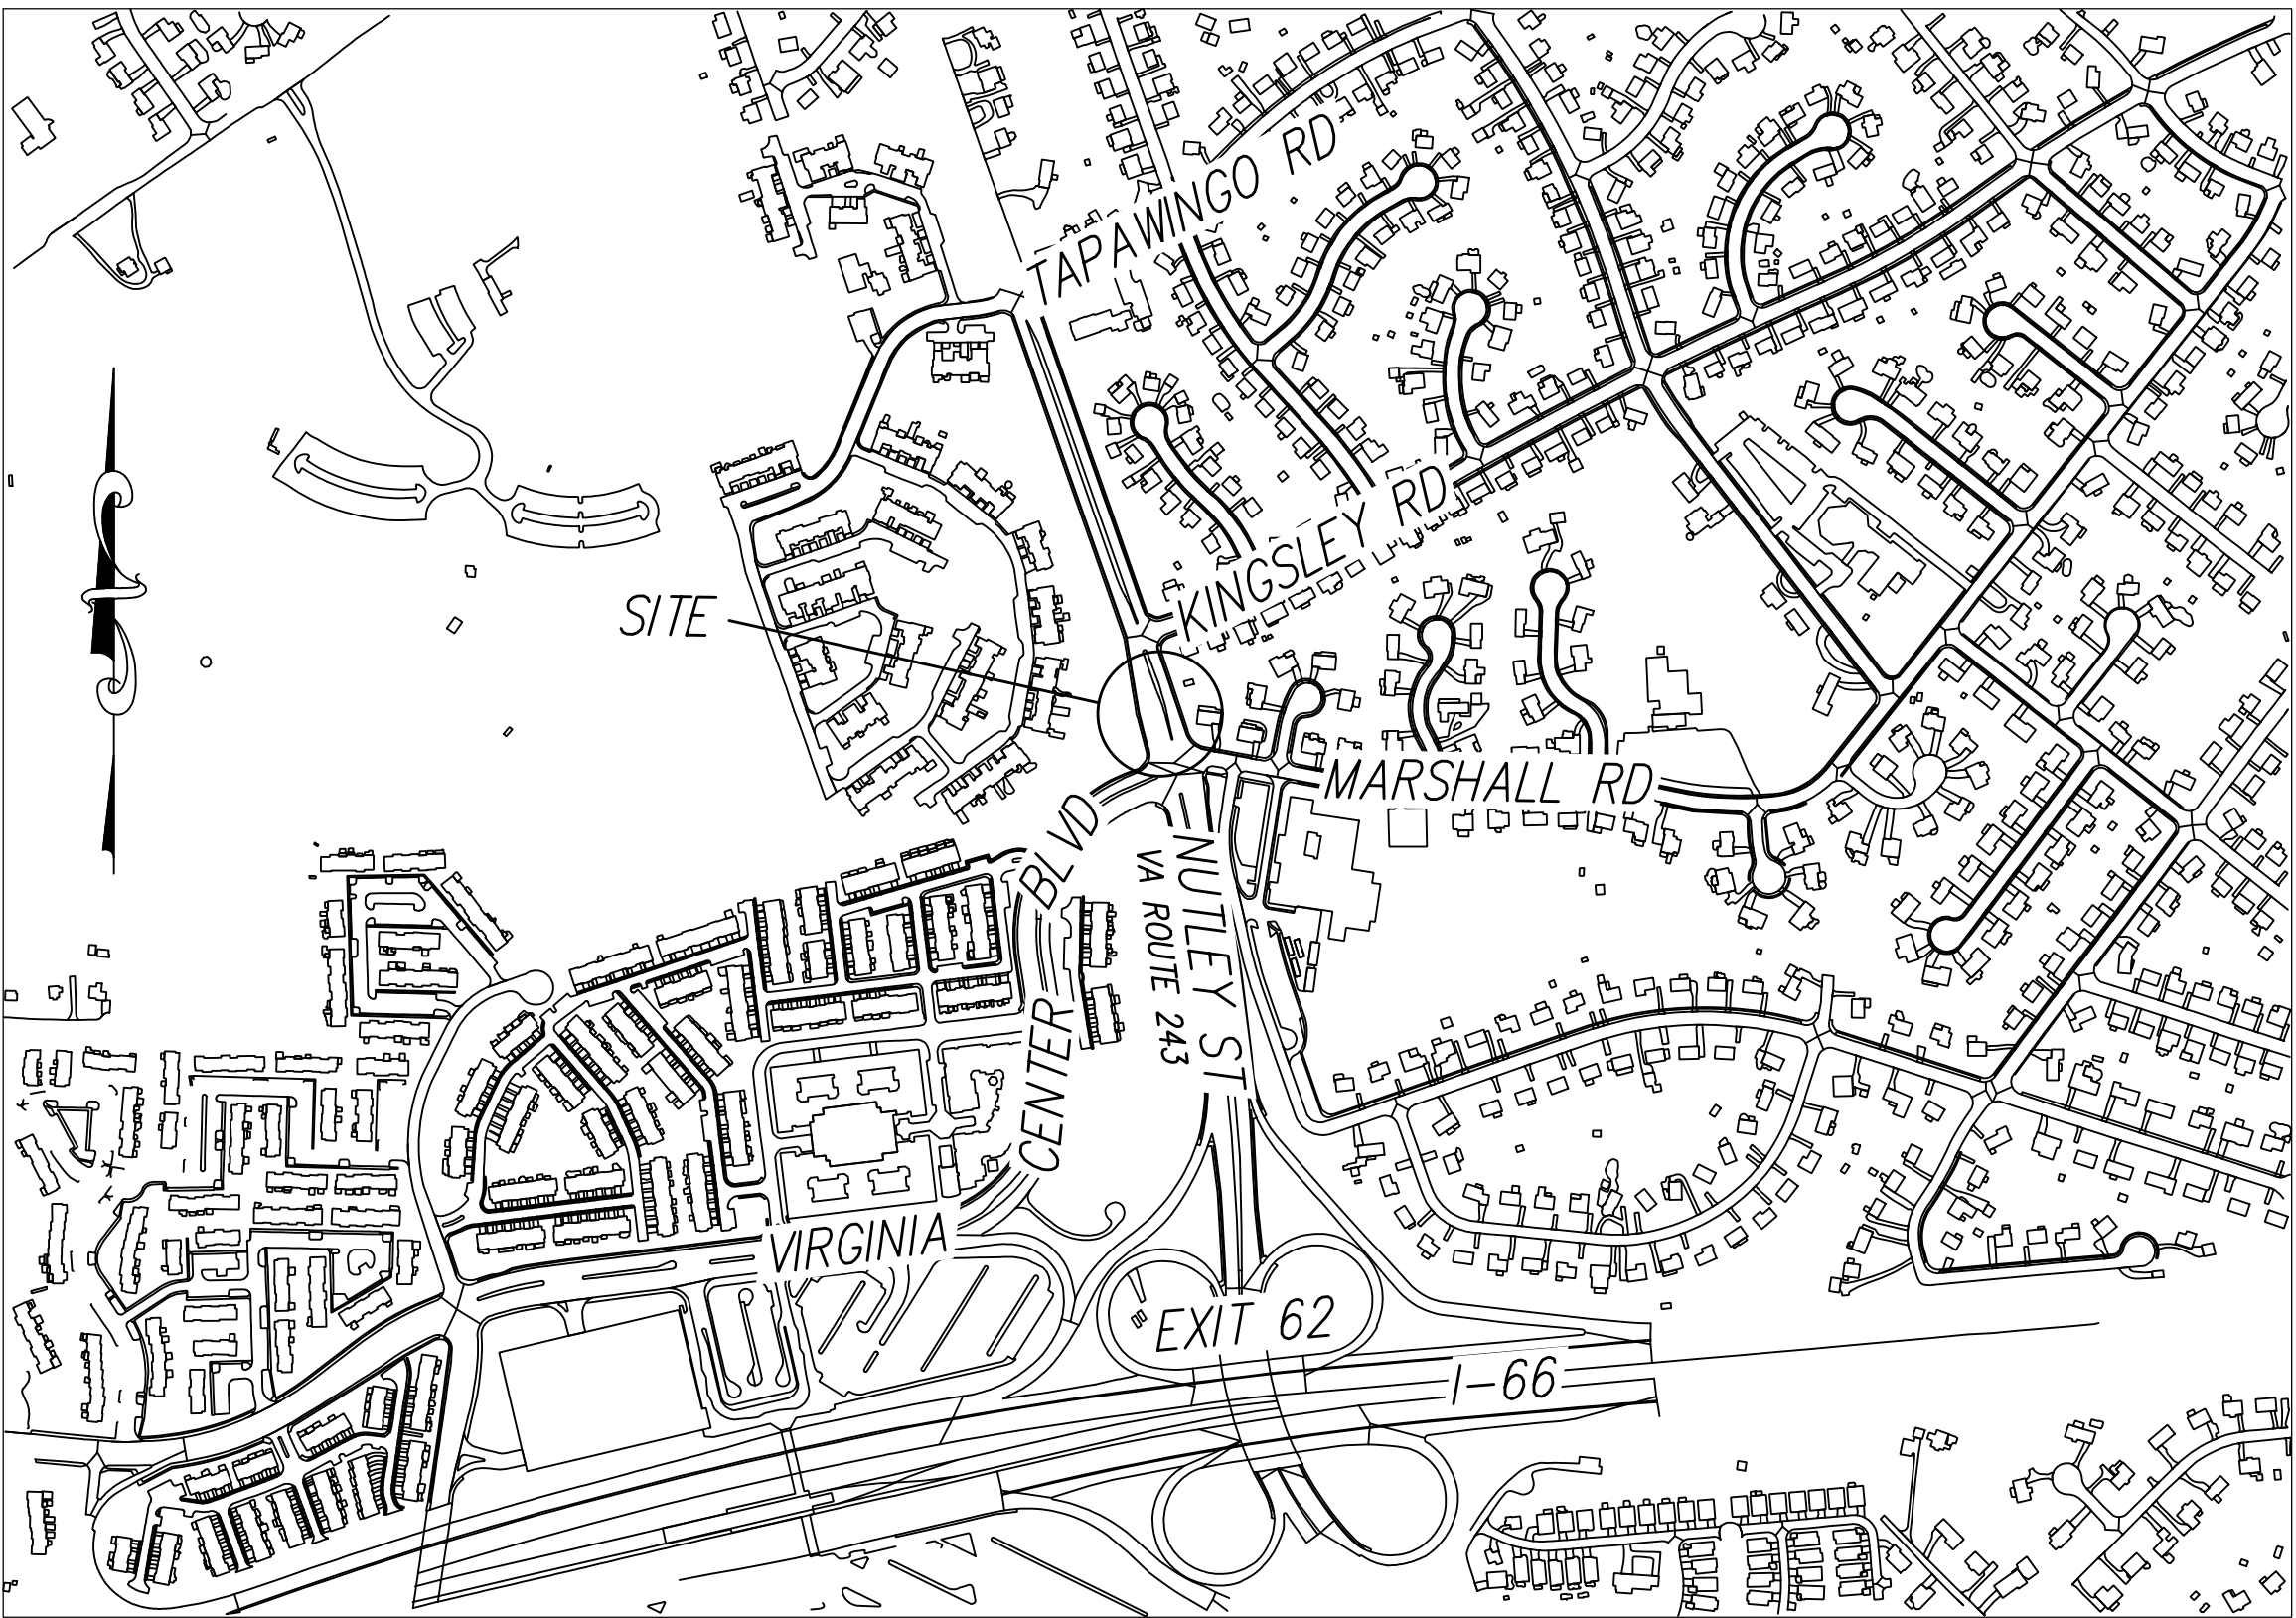 TAPAWINGO RD
KINGSLEY RD
SITE
MARSHALL RD
NUTLEY ST
VA ROUTE 243
VIRGINIA CENTER BLVD
EXIT 62
I-66